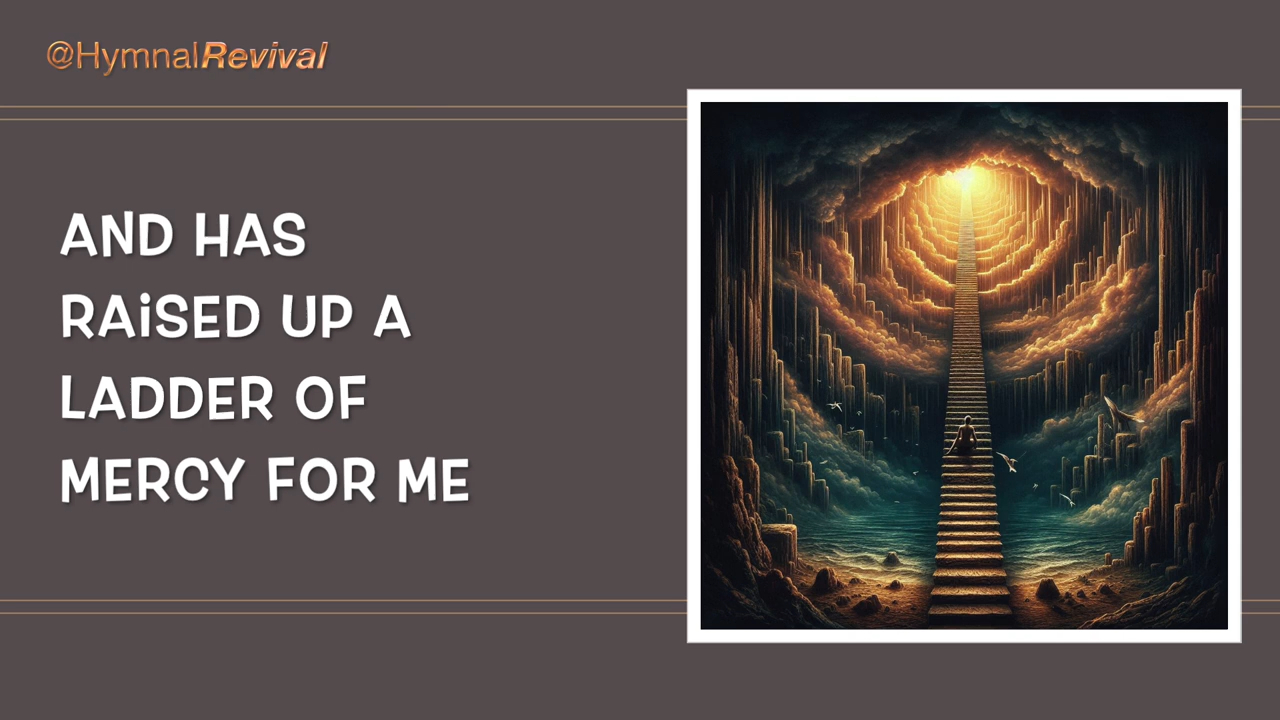 @HymnalRevival
AND HAS
RAiSED UP A
LADDER OF
MERCY FOR ME